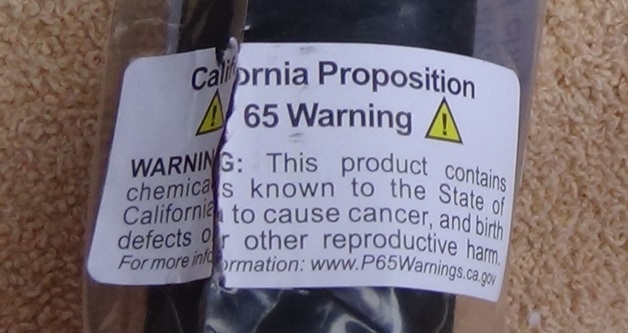 California Proposition
65 Warning
WARNING: This product contains
chemicals known to the State of
California to cause cancer, and birth
defects or other reproductive harm.
For more information: www.P65Warnings.ca.gov